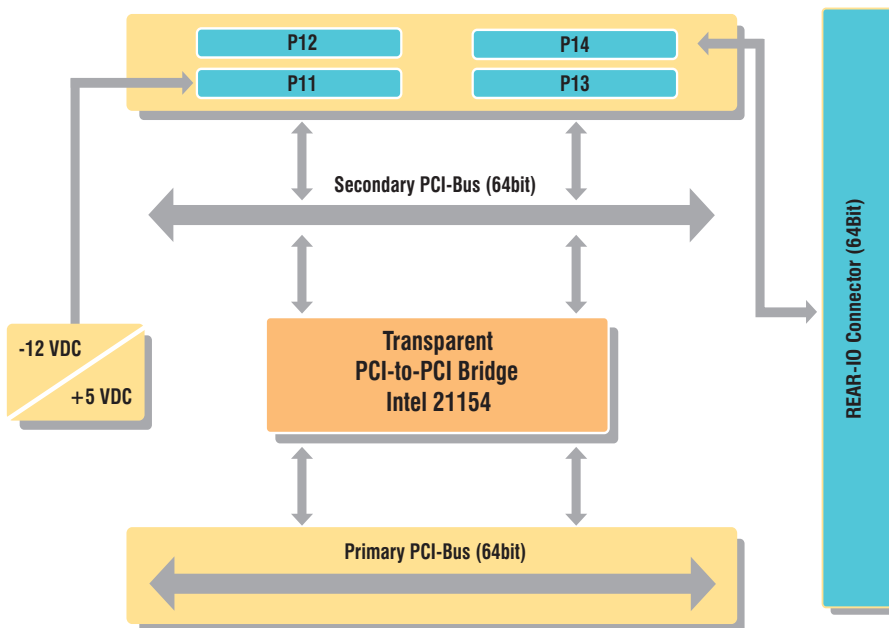 P12
P14
P11
P13
Secondary PCI-Bus (64bit)
REAR-IO Connector (64Bit)
-12 VDC
+5 VDC
Transparent
PCI-to-PCI Bridge
Intel 21154
Primary PCI-Bus (64bit)